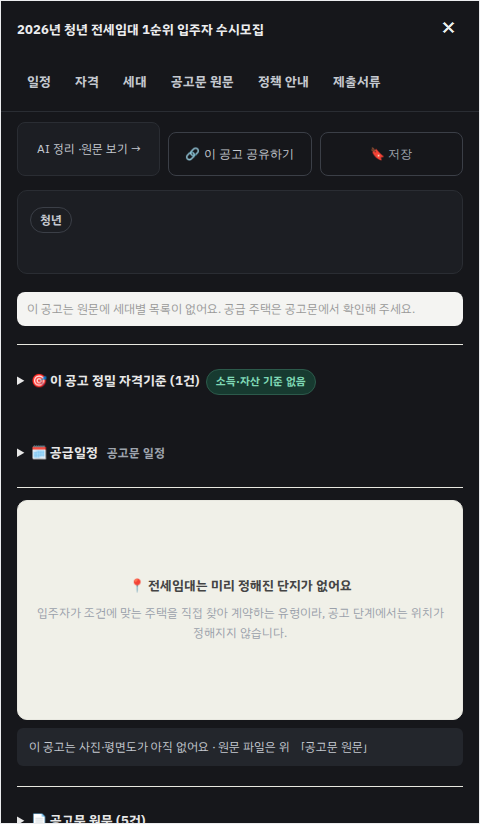 2026년 청년 전세임대 1순위 입주자 수시모집
✕
일정 자격 세대 공고문 원문 정책 안내 제출서류
AI 정리 ·원문 보기 →
🔗 이 공고 공유하기
🔖 저장
청년
이 공고는 원문에 세대별 목록이 없어요. 공급 주택은 공고문에서 확인해 주세요.
▶ 🎯 이 공고 정밀 자격기준 (1건) 소득·자산 기준 없음
▶ 🗓️ 공급일정 공고문 일정
📍 전세임대는 미리 정해진 단지가 없어요
입주자가 조건에 맞는 주택을 직접 찾아 계약하는 유형이라, 공고 단계에서는 위치가
정해지지 않습니다.
이 공고는 사진·평면도가 아직 없어요 · 원문 파일은 위 「공고문 원문」
▶ 📄 공고문 원문 (5건)